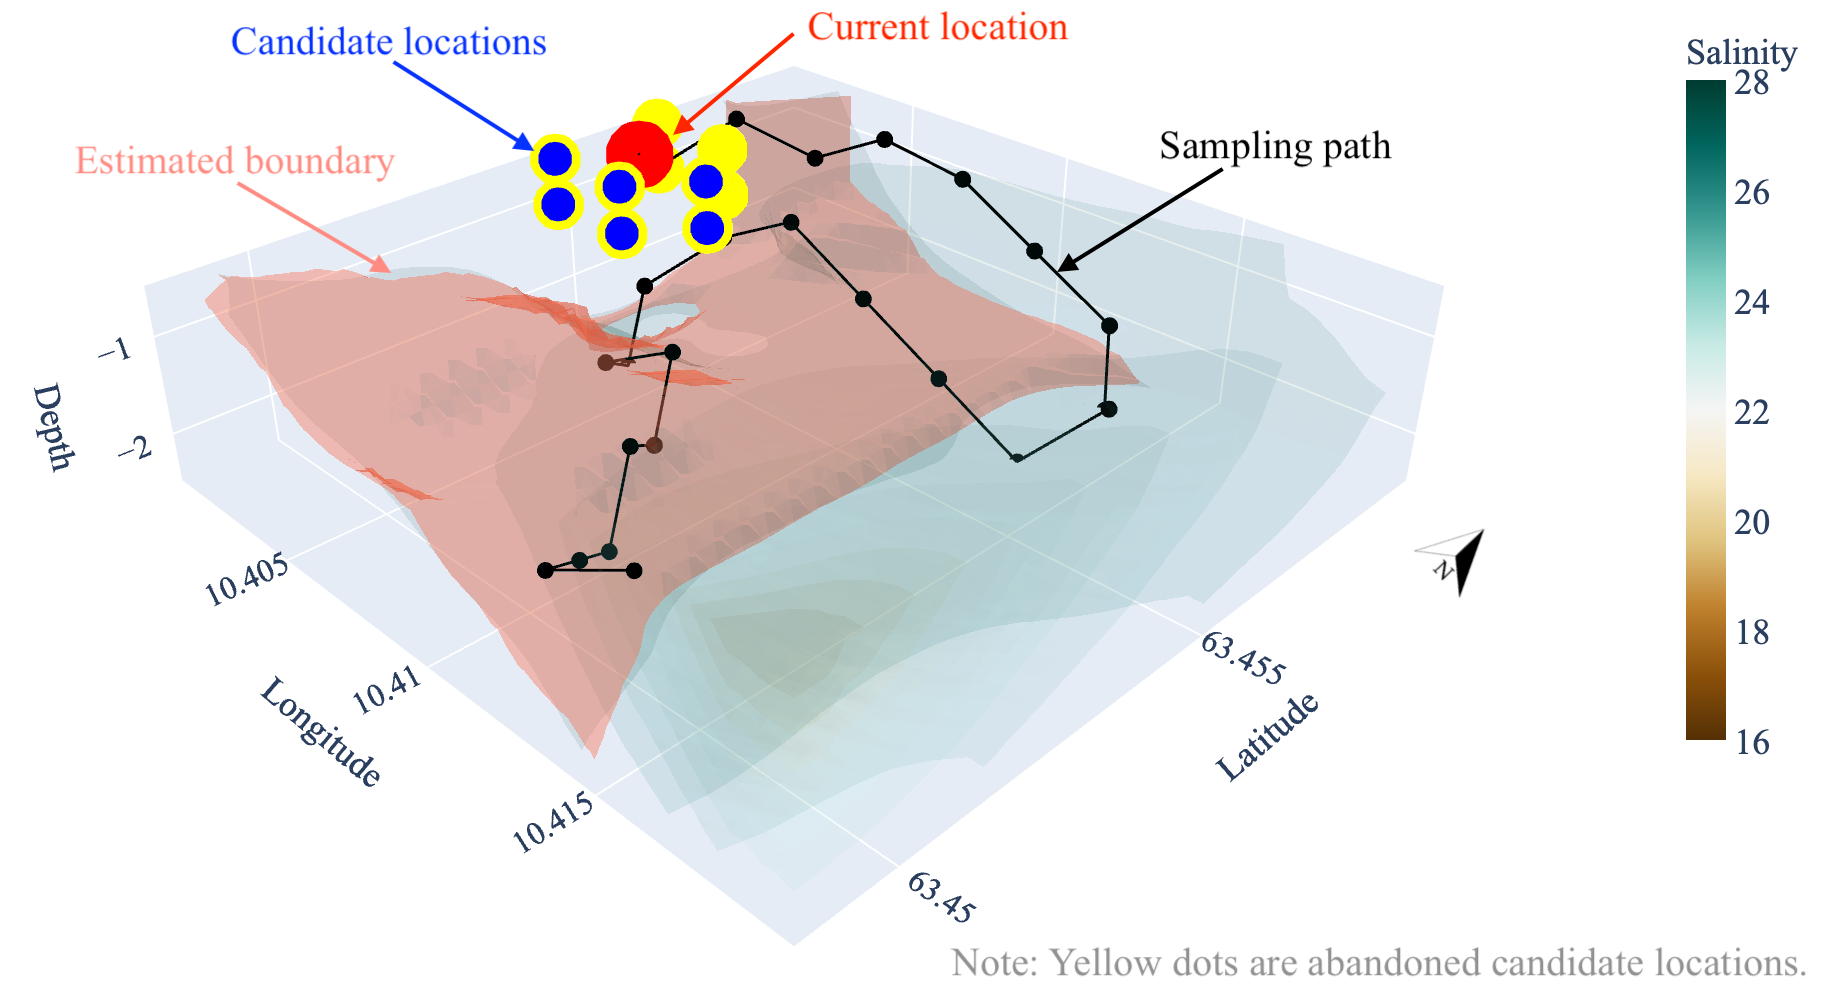 Current location
Candidate locations
Salinity
28
Sampling path
Estimated boundary
26
24
−1
22
Depth
−2
20
10.405
N
18
63.455
10.41
Longitude
Latitude
16
10.415
63.45
Note: Yellow dots are abandoned candidate locations.